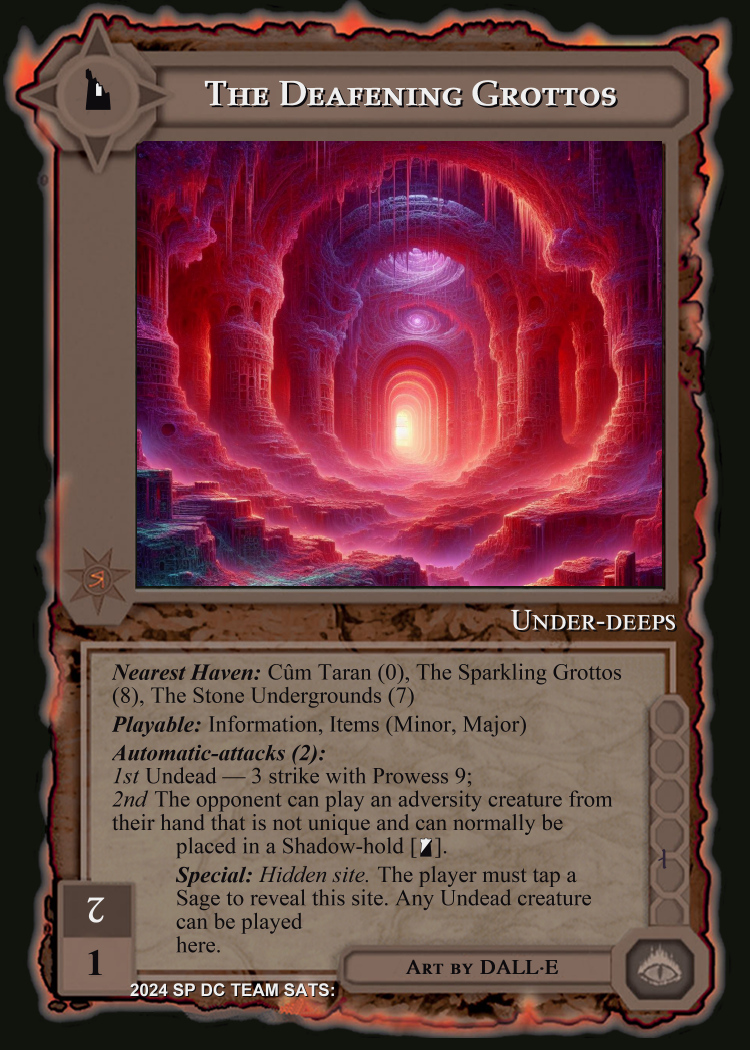 The Deafening Grottos
Under-deeps
Nearest Haven: Cûm Taran (0), The Sparkling Grottos
(8), The Stone Undergrounds (7)
Playable: Information, Items (Minor, Major)
Automatic-attacks (2):
1st Undead — 3 strike with Prowess 9;
2nd The opponent can play an adversity creature from
their hand that is not unique and can normally be
placed in a Shadow-hold [].
Special: Hidden site. The player must tap a
Sage to reveal this site. Any Undead creature
can be played
here.
1
Art by DALL·E
2024 SP DC TEAM SATS: